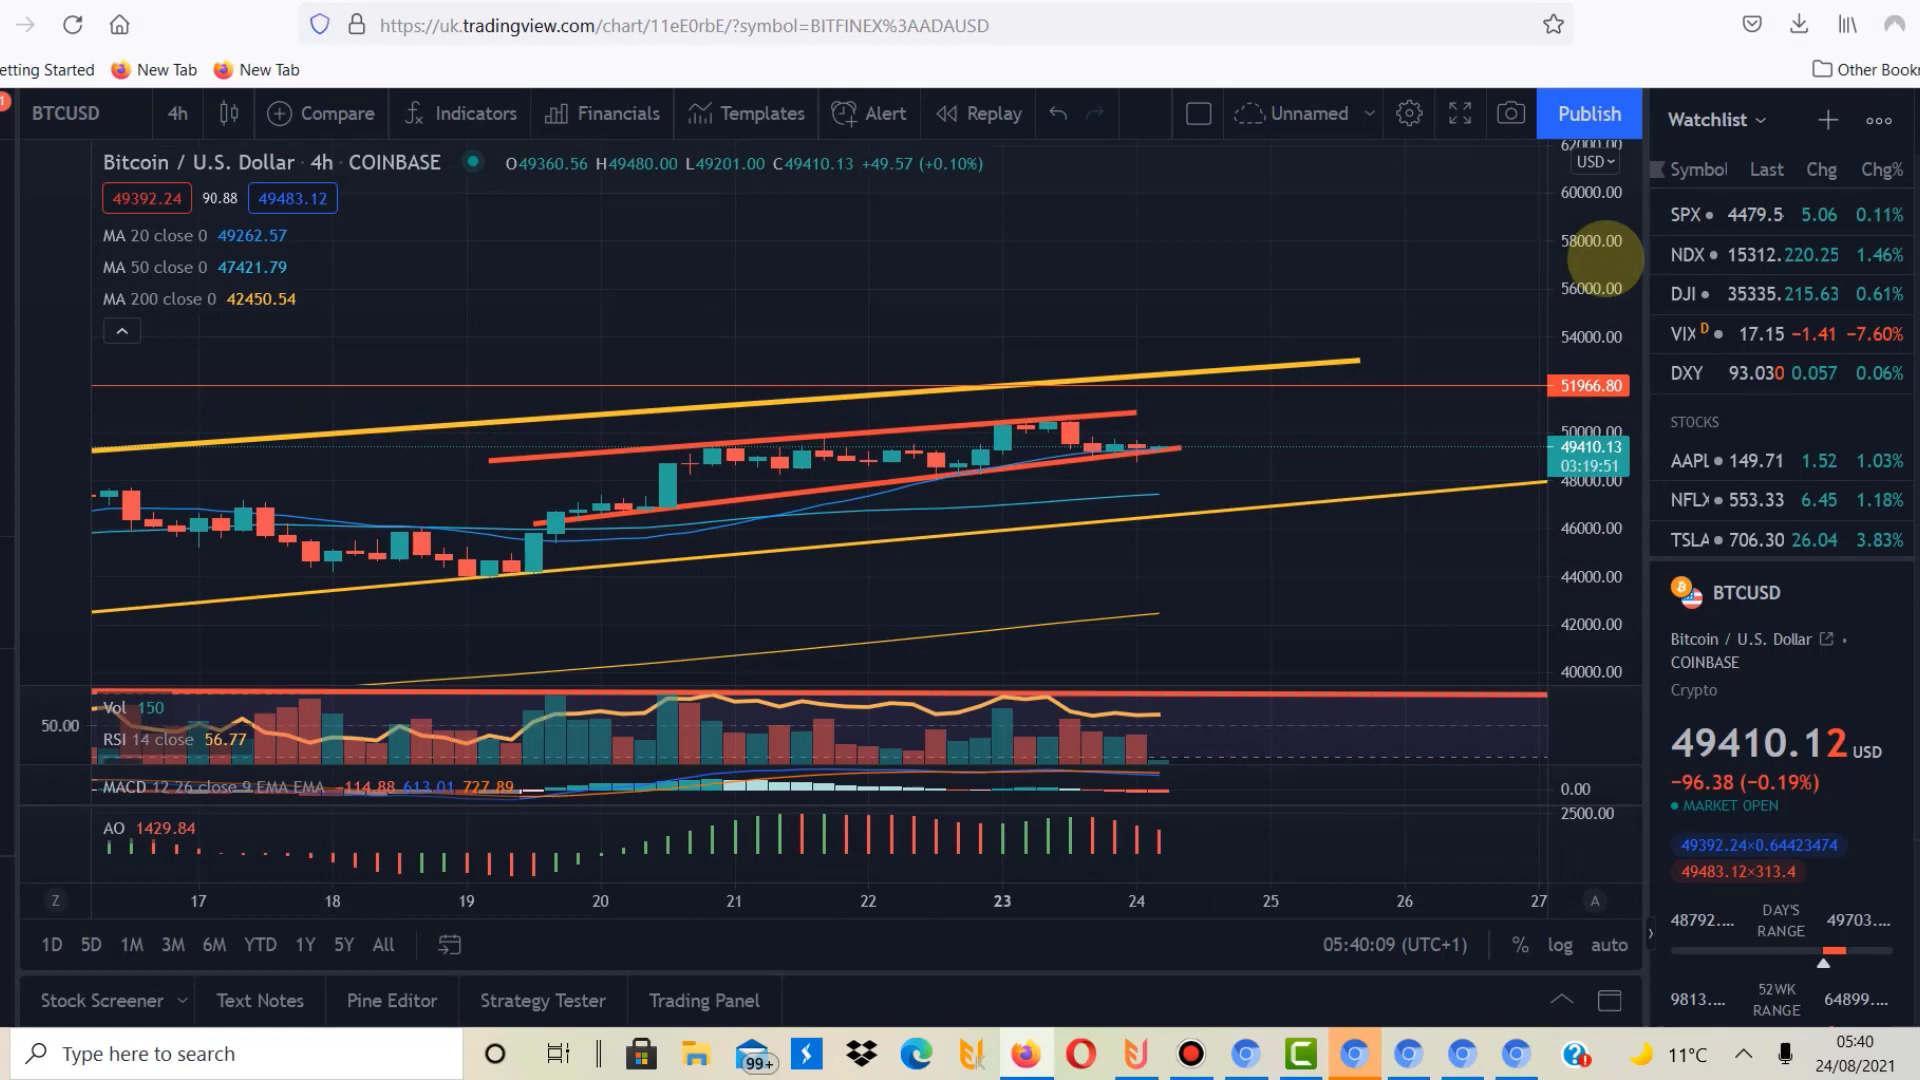 https://uk.tradingview.com/chart/11eE0rbE/?symbol=BITFINEX%3AADAUSD
etting Started New Tab New Tab Other Bookr
1
BTCUSD 4h Compare Indicators Financials Templates Alert Replay Unnamed Publish
Bitcoin / U.S. Dollar · 4h · COINBASE O49360.56 H49480.00 L49201.00 C49410.13 +49.57 (+0.10%)
49392.24 90.88 49483.12
MA 20 close 0 49262.57
MA 50 close 0 47421.79
MA 200 close 0 42450.54
62000.00
USD
60000.00
58000.00
56000.00
54000.00
51966.80
50000.00
49410.13
03:19:51
48000.00
46000.00
44000.00
42000.00
40000.00
Vol 150
50.00
RSI 14 close 56.77
MACD 12 26 close 9 EMA EMA -114.88 613.01 727.89
0.00
AO 1429.84
2500.00
Z 17 18 19 20 21 22 23 24 25 26 27 A
1D 5D 1M 3M 6M YTD 1Y 5Y All 05:40:09 (UTC+1) % log auto
Stock Screener Text Notes Pine Editor Strategy Tester Trading Panel
Watchlist
Symbol Last Chg Chg%
SPX 4479.5 5.06 0.11%
NDX 15312. 220.25 1.46%
DJI 35335. 215.63 0.61%
VIX D 17.15 −1.41 −7.60%
DXY 93.030 0.057 0.06%
STOCKS
AAPL 149.71 1.52 1.03%
NFLX 553.33 6.45 1.18%
TSLA 706.30 26.04 3.83%
BTCUSD
Bitcoin / U.S. Dollar
COINBASE
Crypto
49410.12 USD
−96.38 (−0.19%)
MARKET OPEN
49392.24×0.64423474
49483.12×313.4
48792.... DAY'S RANGE 49703....
9813.... 52WK RANGE 64899....
Type here to search 99+ 11°C 05:40
24/08/2021